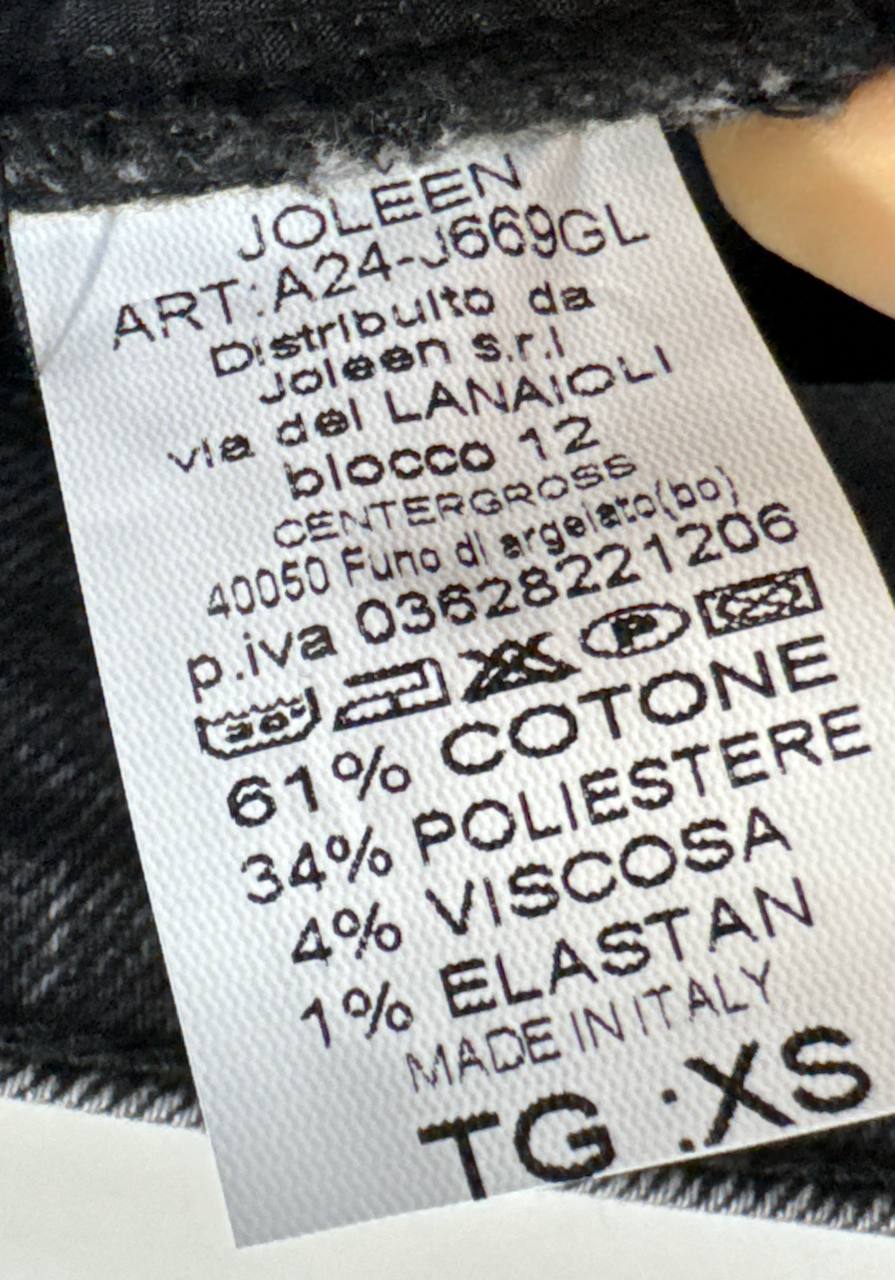 JOLEEN
ART:A24-J669GL
Distribuito da
Joleen s.r.l
via dei LANAIOLI
blocco 12
CENTERGROSS
40050 Funo di argelato(bo)
p.iva 03628221206
P
61% COTONE
34% POLIESTERE
4% VISCOSA
1% ELASTAN
MADE IN ITALY
TG :XS